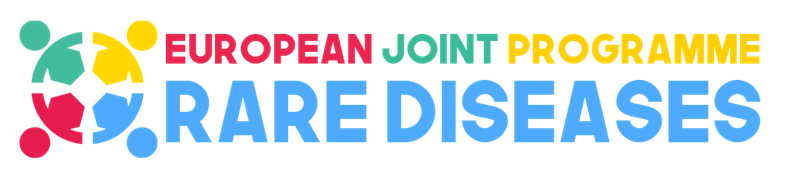 EUROPEAN JOINT PROGRAMME
RARE DISEASES